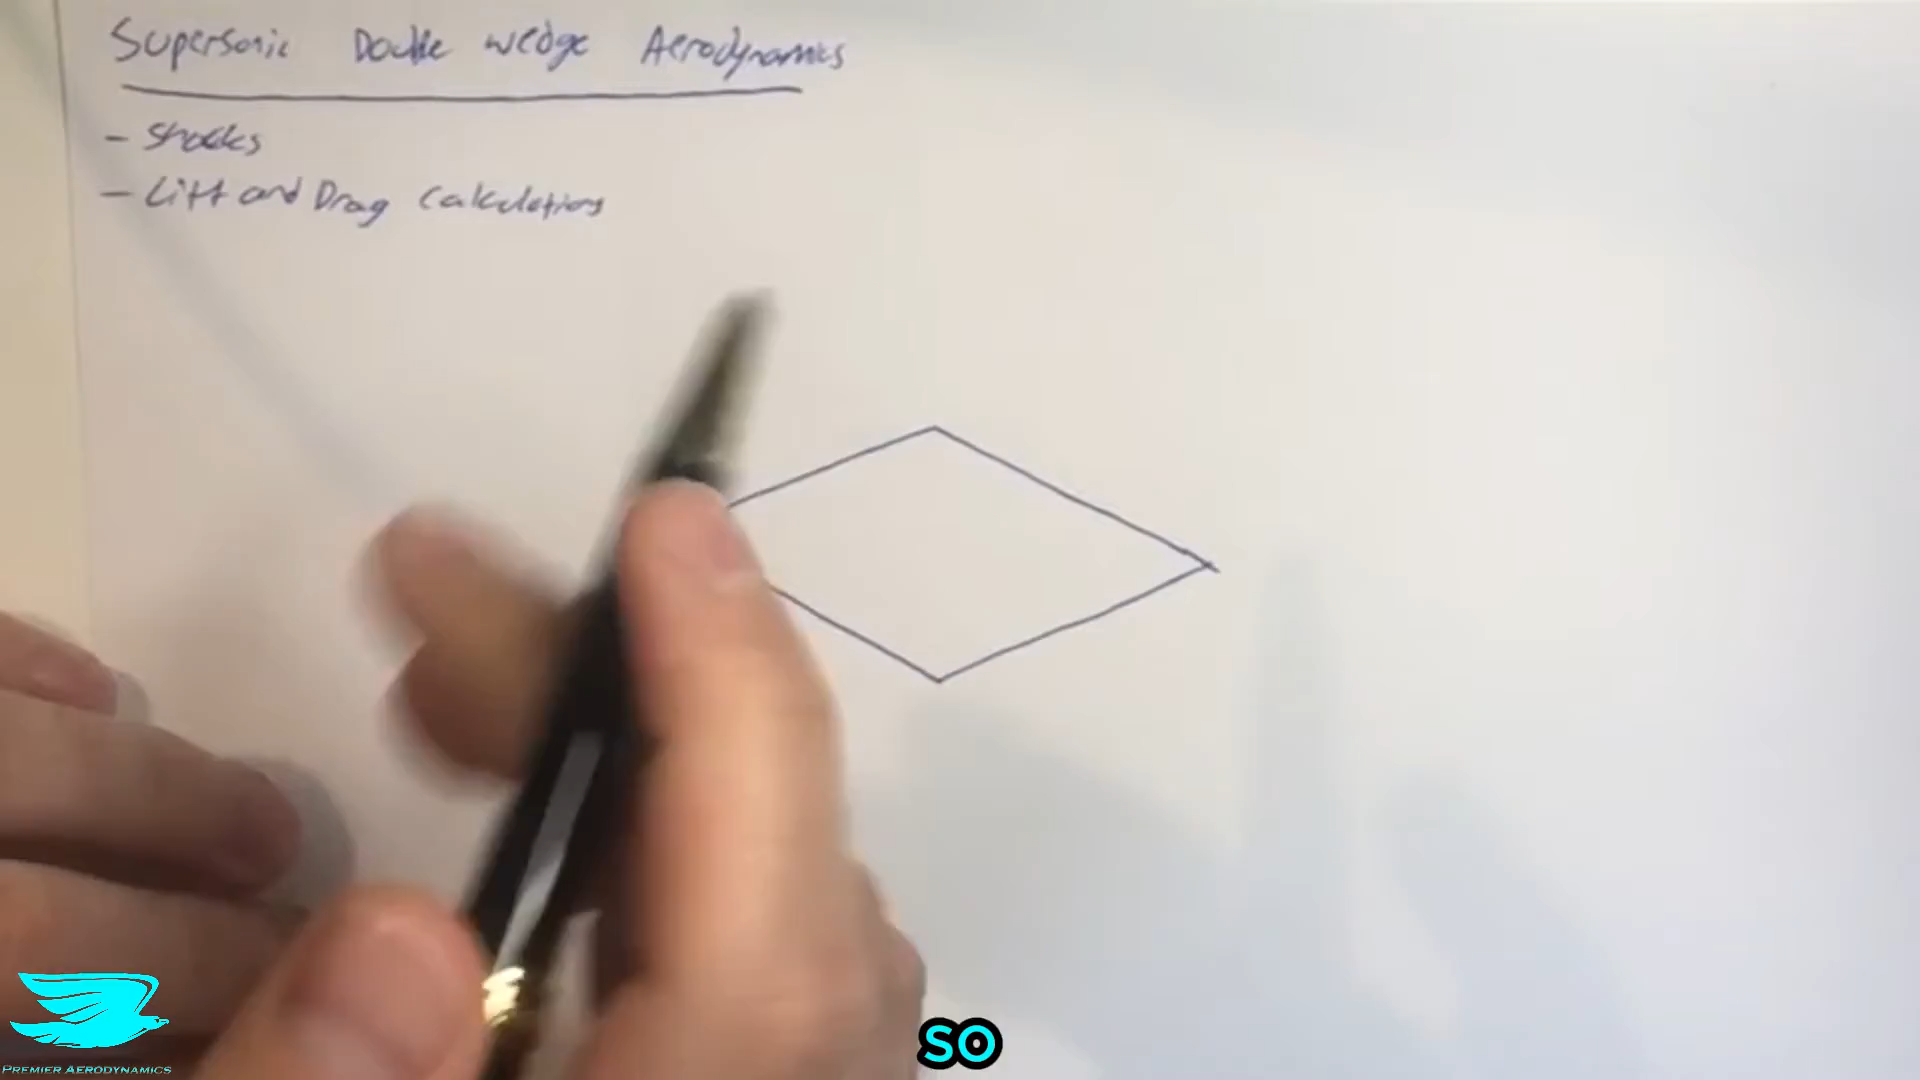 Supersonic Double wedge Aerodynamics
- Shocks
- Lift and Drag Calculations
SO
PREMIER AERODYNAMICS